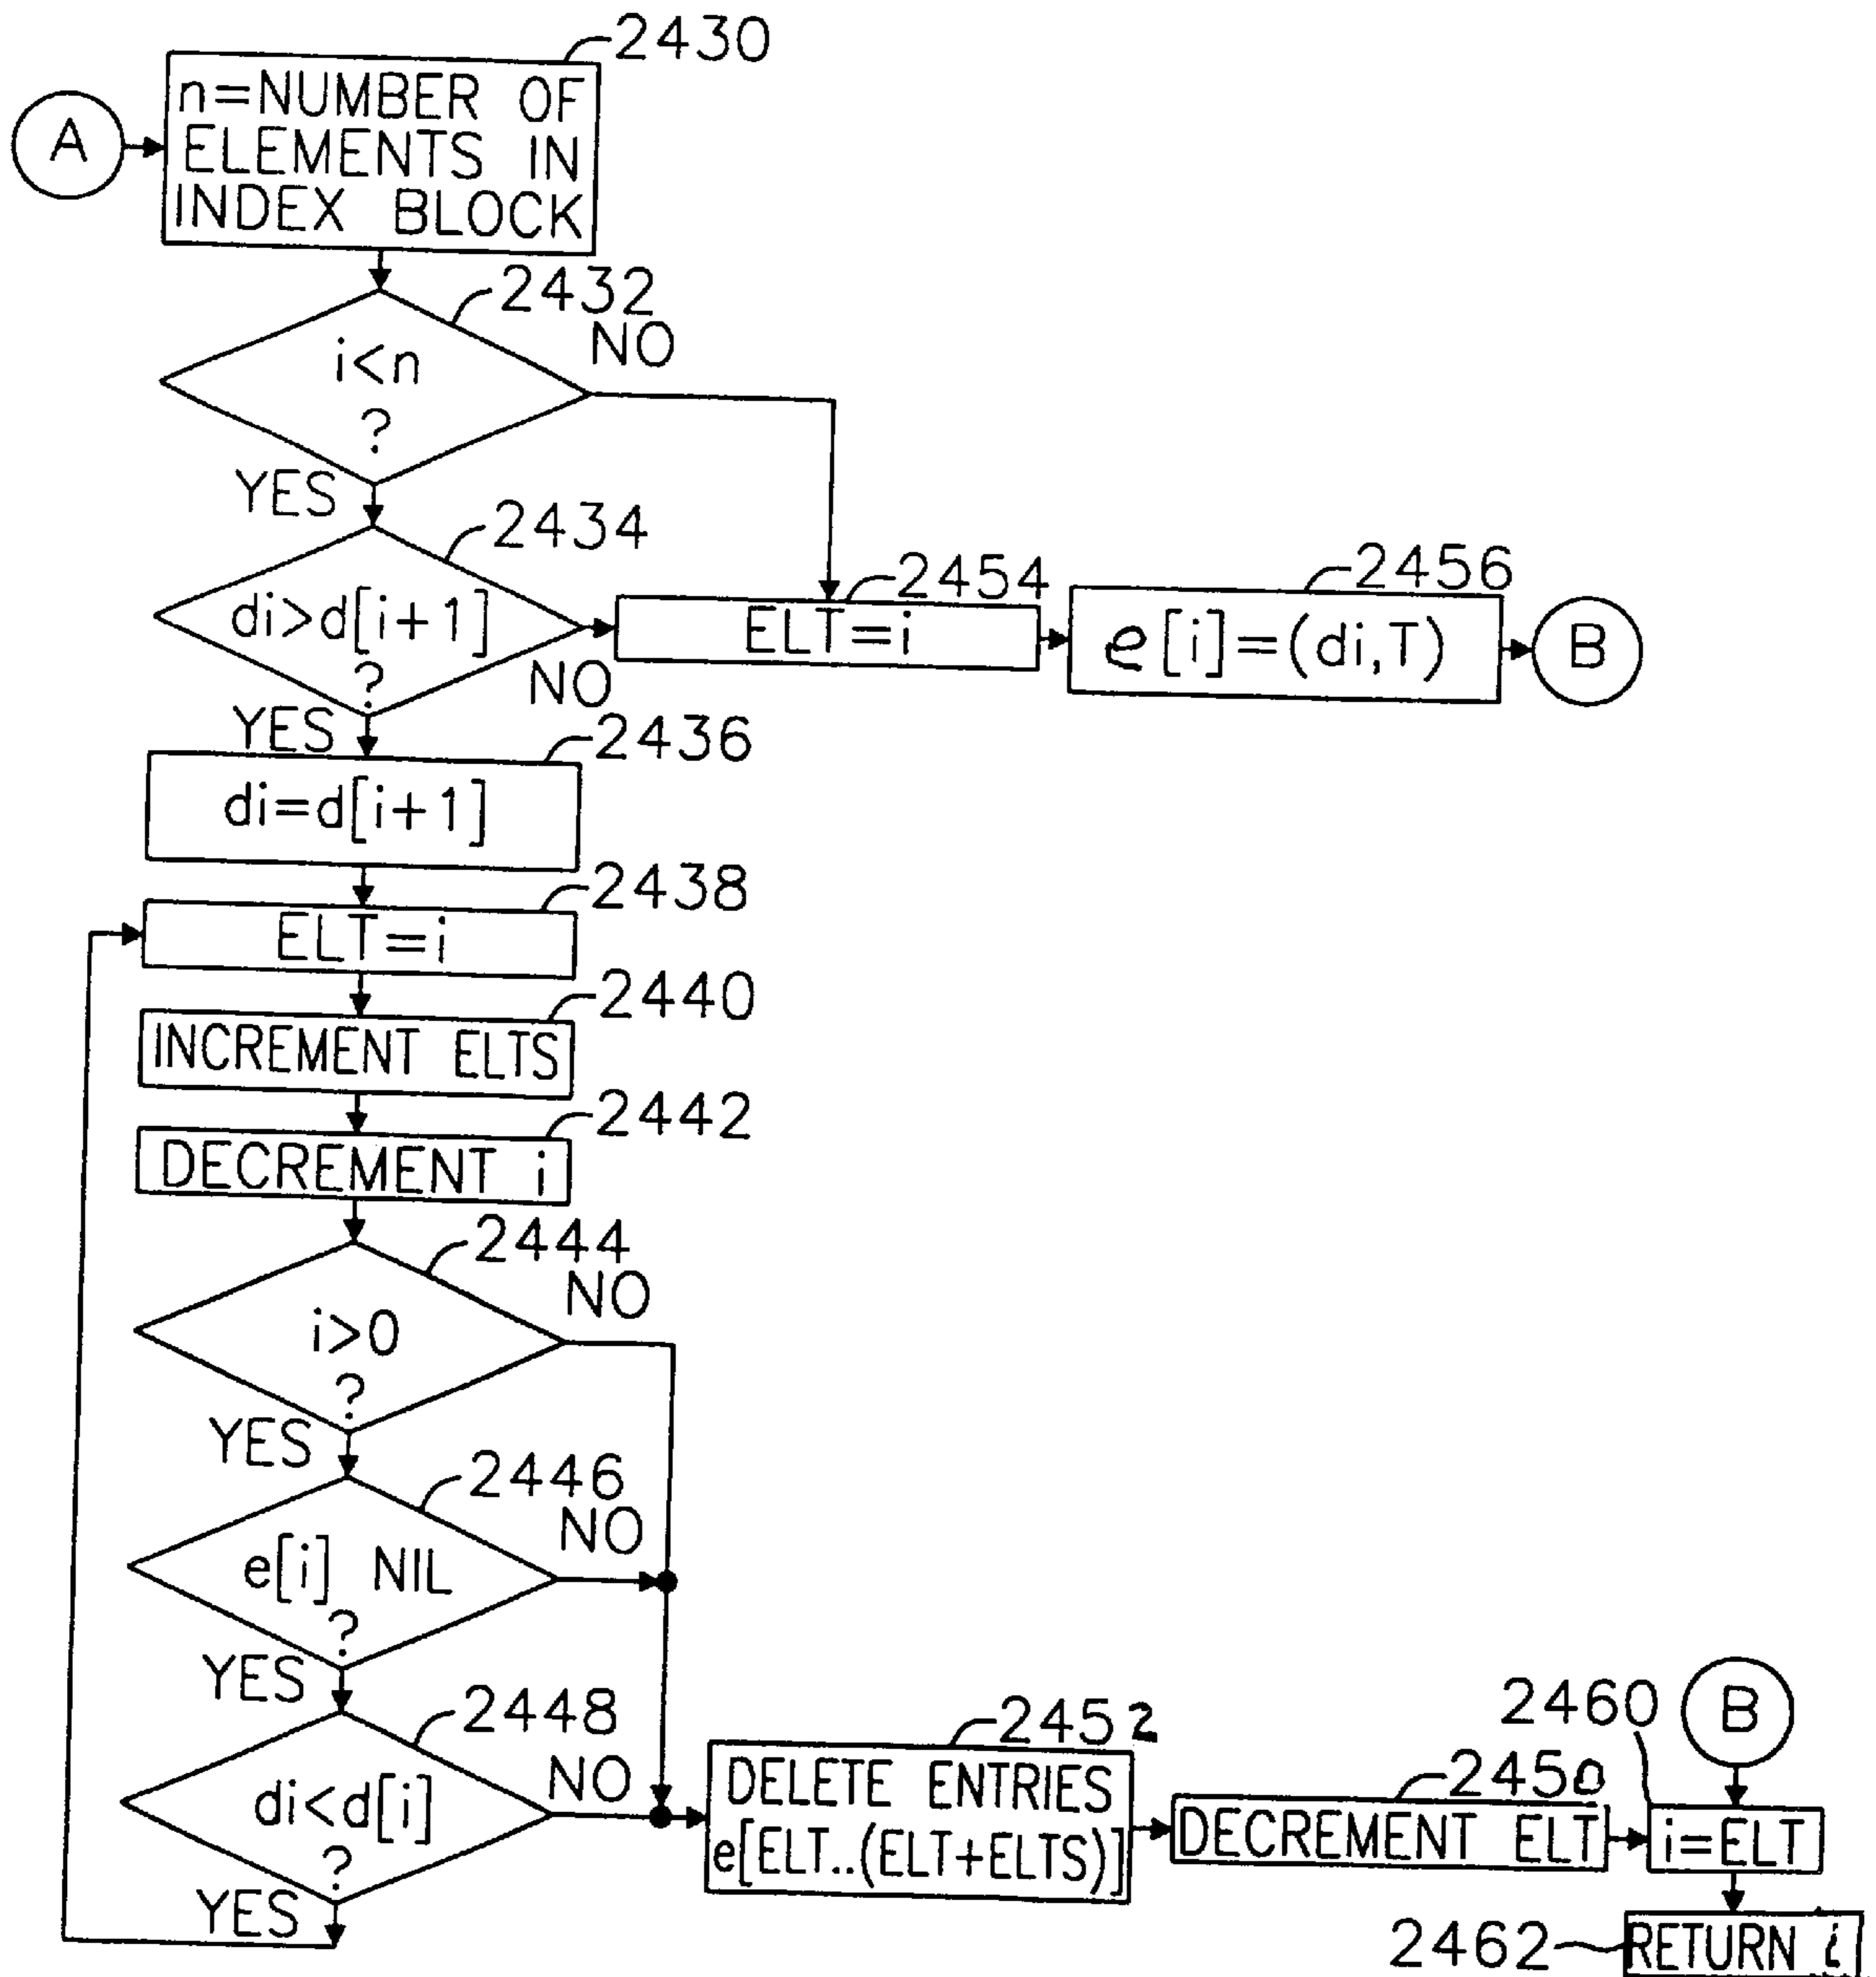 2430
A
n=NUMBER OF
ELEMENTS IN
INDEX BLOCK
2432
NO
i<n
?
YES
2434
di>d[i+1]
?
NO
YES
2454
ELT=i
2456
e[i]=(di,T)
B
2436
di=d[i+1]
2438
ELT=i
2440
INCREMENT ELTS
2442
DECREMENT i
2444
NO
i>0
?
YES
2446
NO
e[i] NIL
?
YES
2448
NO
di<d[i]
?
YES
2452
DELETE ENTRIES
e[ELT..(ELT+ELTS)]
2450
DECREMENT ELT
2460
B
i=ELT
2462
RETURN i